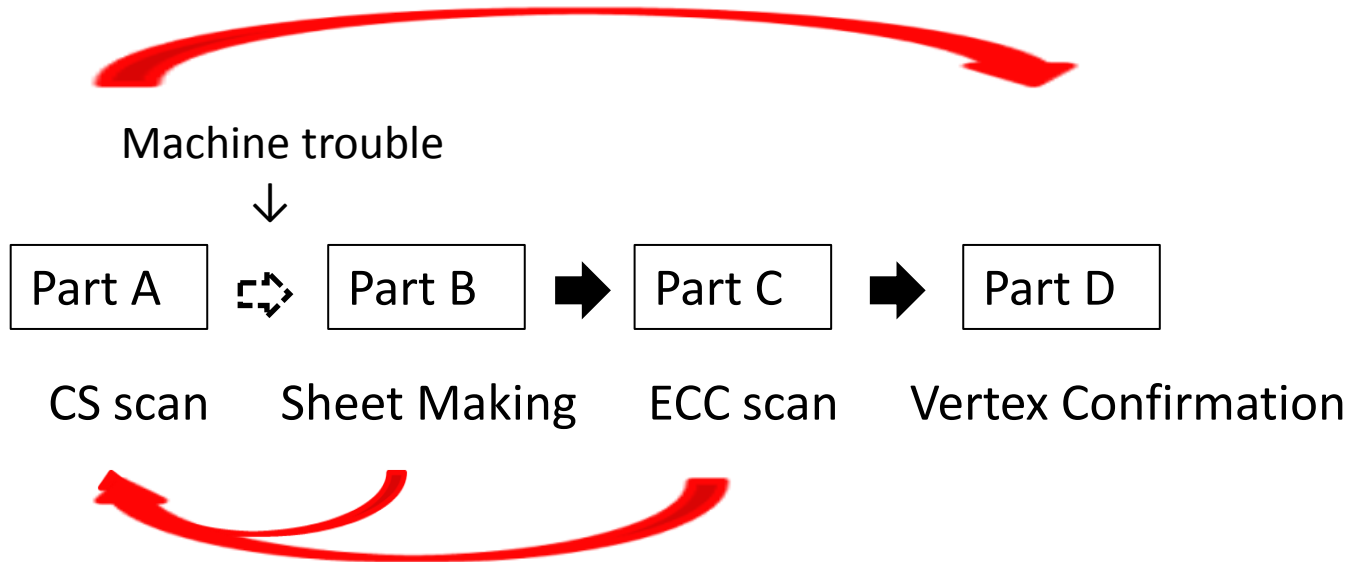 Machine trouble
Part A Part B Part C Part D
CS scan Sheet Making ECC scan Vertex Confirmation